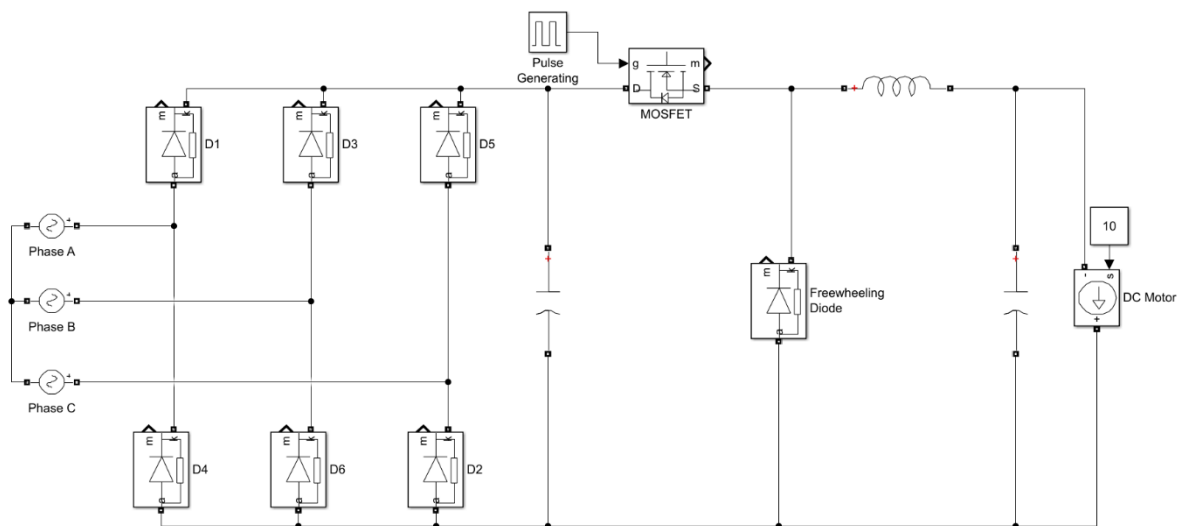 Pulse
Generating
g
m
D
S
MOSFET
m
k
a
D1
m
k
a
D3
m
k
a
D5
+
Phase A
+
Phase B
+
Phase C
+
+
10
m
k
a
Freewheeling
Diode
+
-
s
+
DC Motor
m
k
a
D4
m
k
a
D6
m
k
a
D2